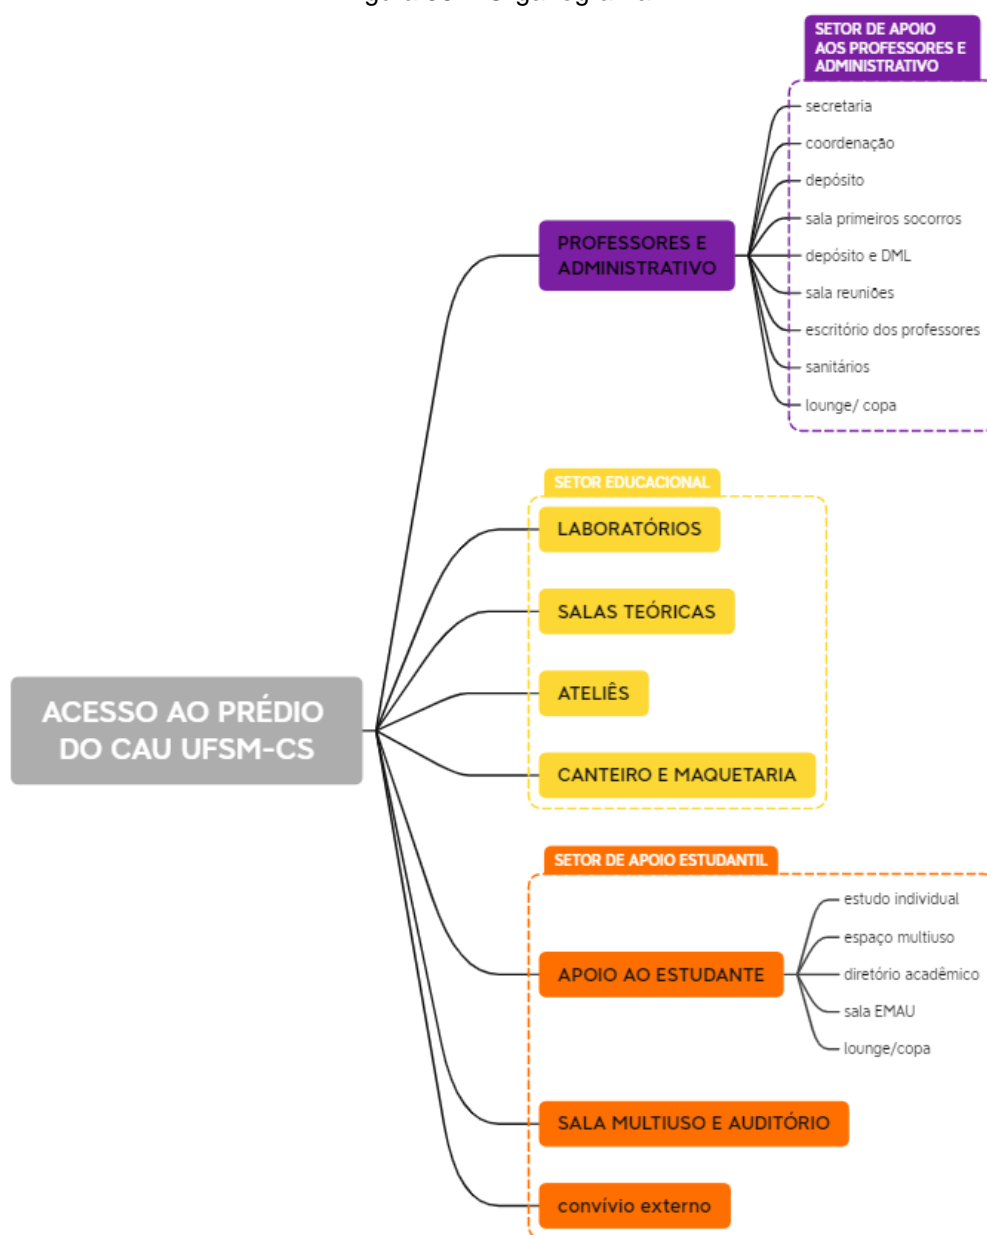 SETOR DE APOIO
AOS PROFESSORES E
ADMINISTRATIVO
secretaria
coordenação
depósito
sala primeiros socorros
depósito e DML
sala reuniões
escritório dos professores
sanitários
lounge/ copa
PROFESSORES E
ADMINISTRATIVO
SETOR EDUCACIONAL
LABORATÓRIOS
SALAS TEÓRICAS
ATELIÊS
CANTEIRO E MAQUETARIA
ACESSO AO PRÉDIO
DO CAU UFSM-CS
SETOR DE APOIO ESTUDANTIL
APOIO AO ESTUDANTE
estudo individual
espaço multiuso
diretório acadêmico
sala EMAU
lounge/copa
SALA MULTIUSO E AUDITÓRIO
convívio externo